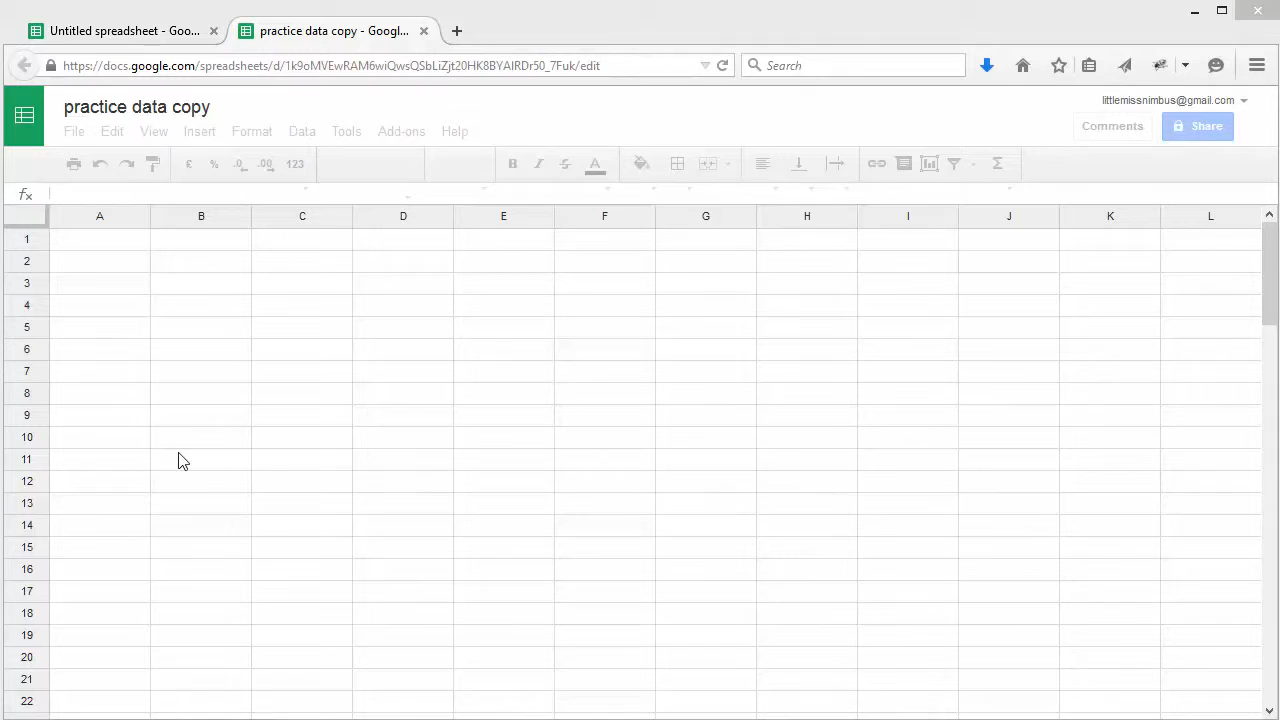 Untitled spreadsheet - Goo...
practice data copy - Googl...
https://docs.google.com/spreadsheets/d/1k9oMVEwRAM6wiQwsQSbLiZjt20HK8BYAIRDr50_7Fuk/edit
Search
practice data copy
littlemissnimbus@gmail.com
File Edit View Insert Format Data Tools Add-ons Help
Comments
Share
£ % .0 .00 123 B I S A Σ
fx
A B C D E F G H I J K L
1
2
3
4
5
6
7
8
9
10
11
12
13
14
15
16
17
18
19
20
21
22